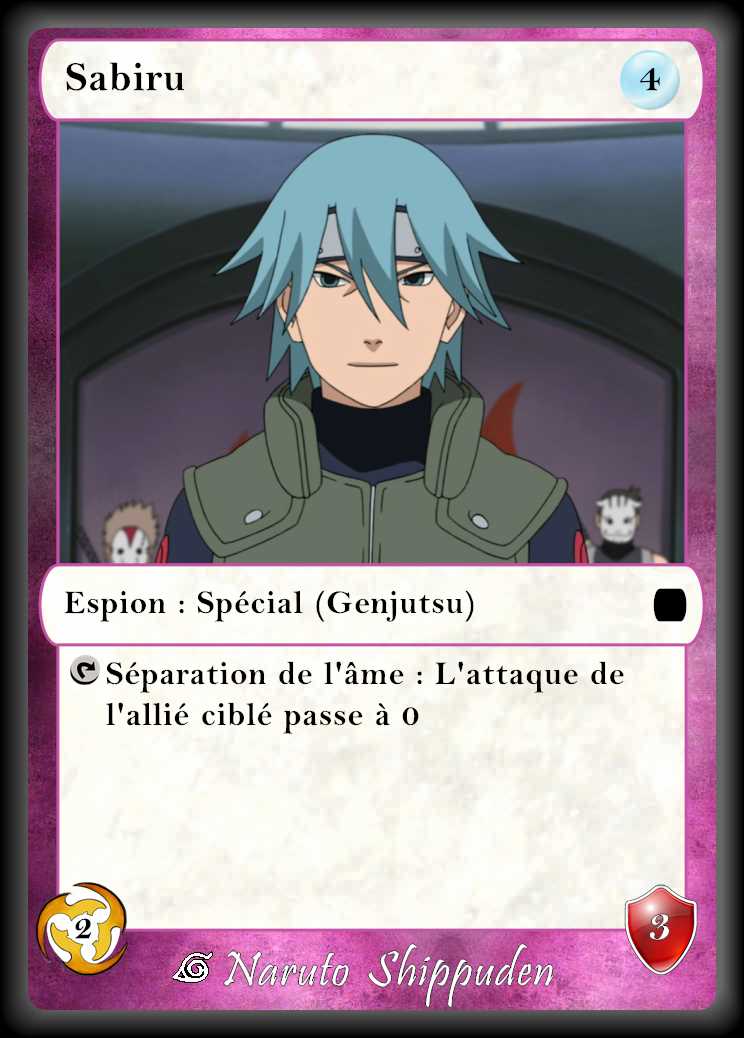 Sabiru 4
Espion : Spécial (Genjutsu)
Séparation de l'âme : L'attaque de
l'allié ciblé passe à 0
2 3
Naruto Shippuden